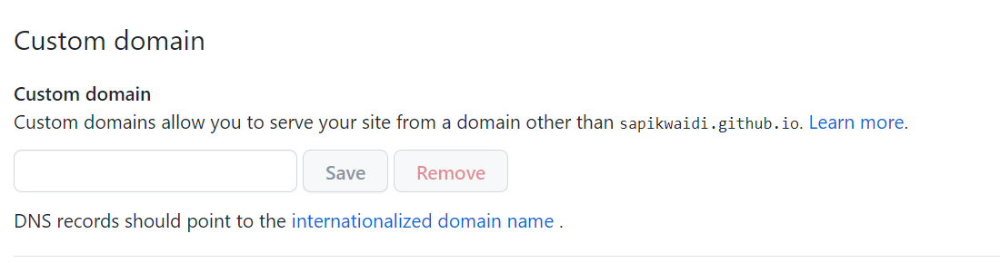 Custom domain
Custom domain
Custom domains allow you to serve your site from a domain other than sapikwaidi.github.io. Learn more.
Save Remove
DNS records should point to the internationalized domain name .